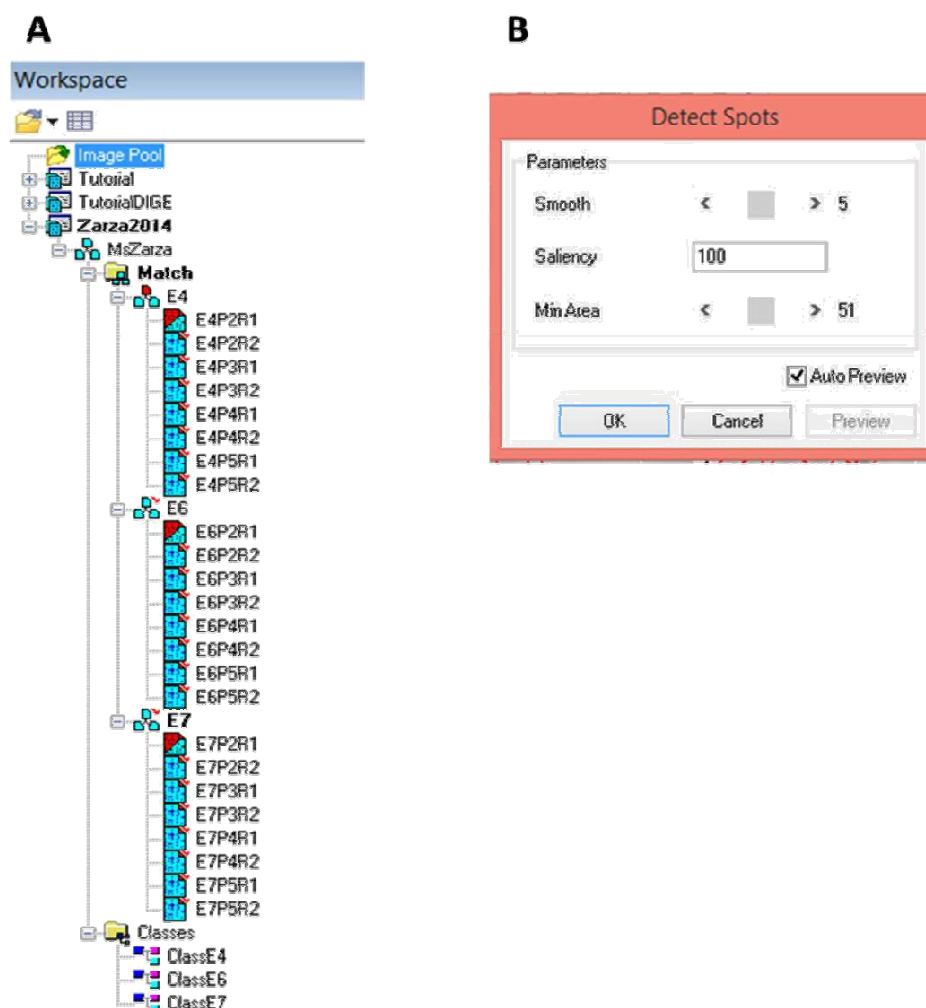 A
Workspace
Image Pool
Tutorial
TutorialDIGE
Zarza2014
MsZarza
Match
E4
E4P2R1
E4P2R2
E4P3R1
E4P3R2
E4P4R1
E4P4R2
E4P5R1
E4P5R2
E6
E6P2R1
E6P2R2
E6P3R1
E6P3R2
E6P4R1
E6P4R2
E6P5R1
E6P5R2
E7
E7P2R1
E7P2R2
E7P3R1
E7P3R2
E7P4R1
E7P4R2
E7P5R1
E7P5R2
Classes
ClassE4
ClassE6
ClassE7
B
Detect Spots
Parameters
Smooth < > 5
Saliency 100
Min Area < > 51
Auto Preview
OK Cancel Preview